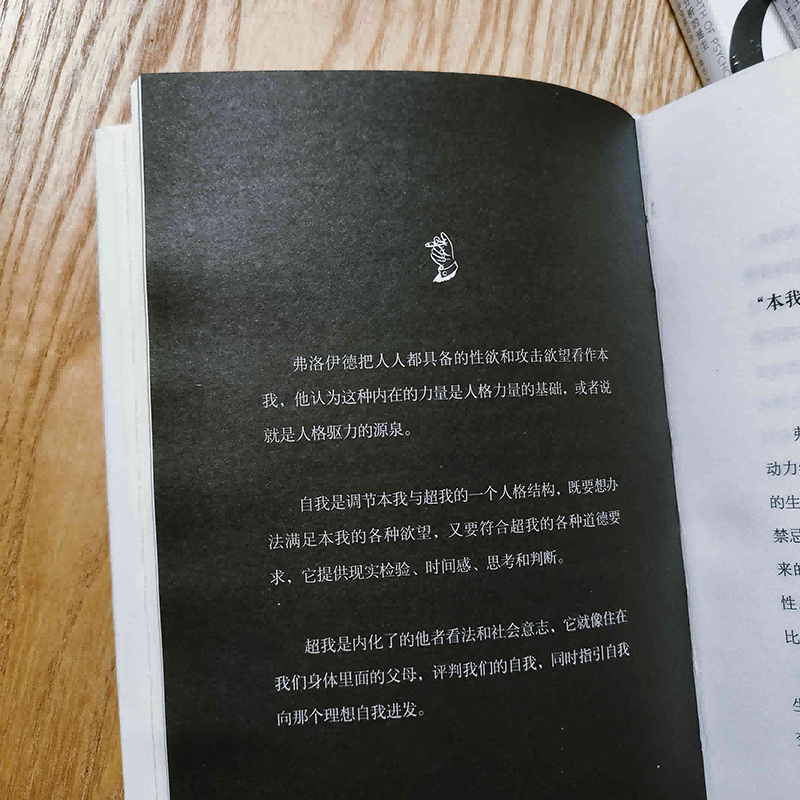 弗洛伊德把人人都具备的性欲和攻击欲望看作本
我，他认为这种内在的力量是人格力量的基础，或者说
就是人格驱力的源泉。
自我是调节本我与超我的一个人格结构，既要想办
法满足本我的各种欲望，又要符合超我的各种道德要
求，它提供现实检验、时间感、思考和判断。
超我是内化了的他者看法和社会意志，它就像住在
我们身体里面的父母，评判我们的自我，同时指引自我
向那个理想自我进发。
“本我
弗
动力
的生
禁忌
来的
性
比
生